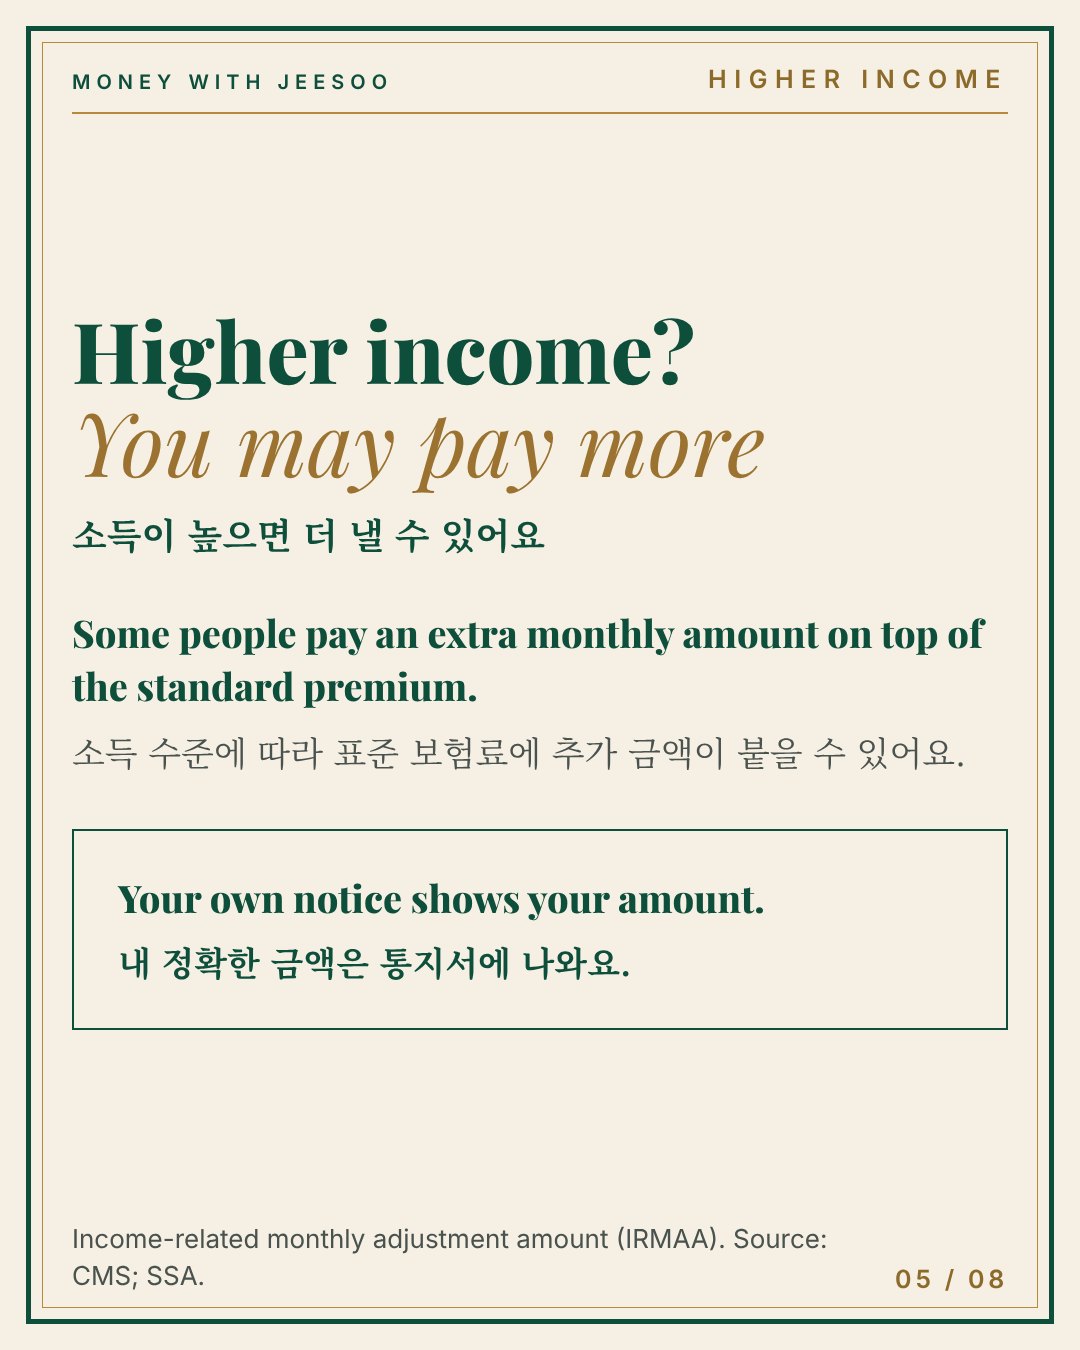 MONEY WITH JEESOO
HIGHER INCOME
Higher income?
You may pay more
소득이 높으면 더 낼 수 있어요
Some people pay an extra monthly amount on top of
the standard premium.
소득 수준에 따라 표준 보험료에 추가 금액이 붙을 수 있어요.
Your own notice shows your amount.
내 정확한 금액은 통지서에 나와요.
Income-related monthly adjustment amount (IRMAA). Source:
CMS; SSA.
05 / 08